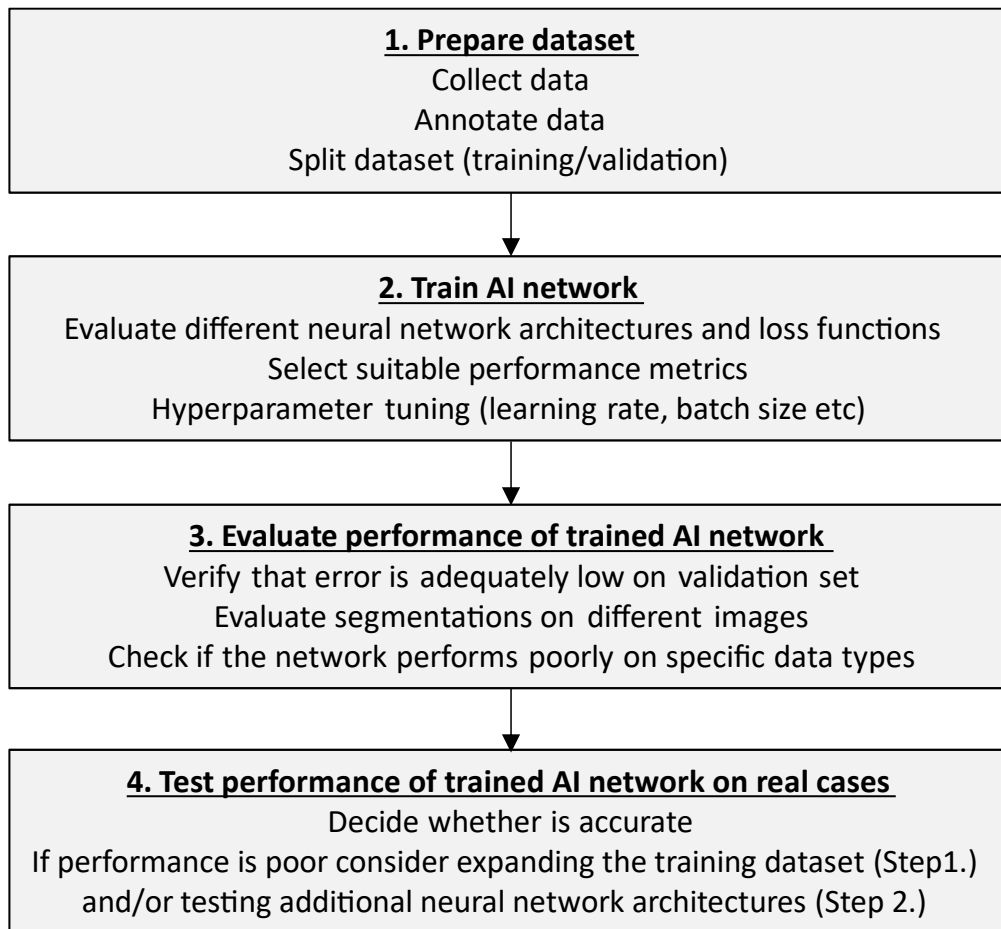 1. Prepare dataset
Collect data
Annotate data
Split dataset (training/validation)
2. Train AI network
Evaluate different neural network architectures and loss functions
Select suitable performance metrics
Hyperparameter tuning (learning rate, batch size etc)
3. Evaluate performance of trained AI network
Verify that error is adequately low on validation set
Evaluate segmentations on different images
Check if the network performs poorly on specific data types
4. Test performance of trained AI network on real cases
Decide whether is accurate
If performance is poor consider expanding the training dataset (Step1.)
and/or testing additional neural network architectures (Step 2.)